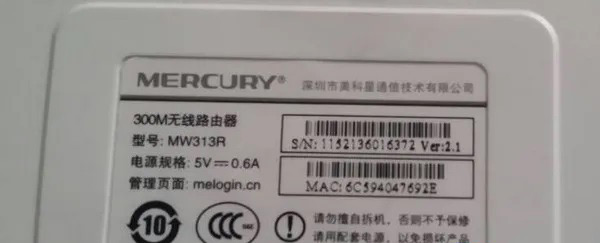 MERCURY® 深圳市美科星通信技术有限公司
300M无线路由器
型号: MW313R
S/N: 1152136016372 Ver:2.1
电源规格: 5V⎓0.6A
管理页面: melogin.cn
MAC: 6C594047692E
10
CCC
请勿擅自拆机, 否则不予保修
请用配套电源, 以免损坏产品